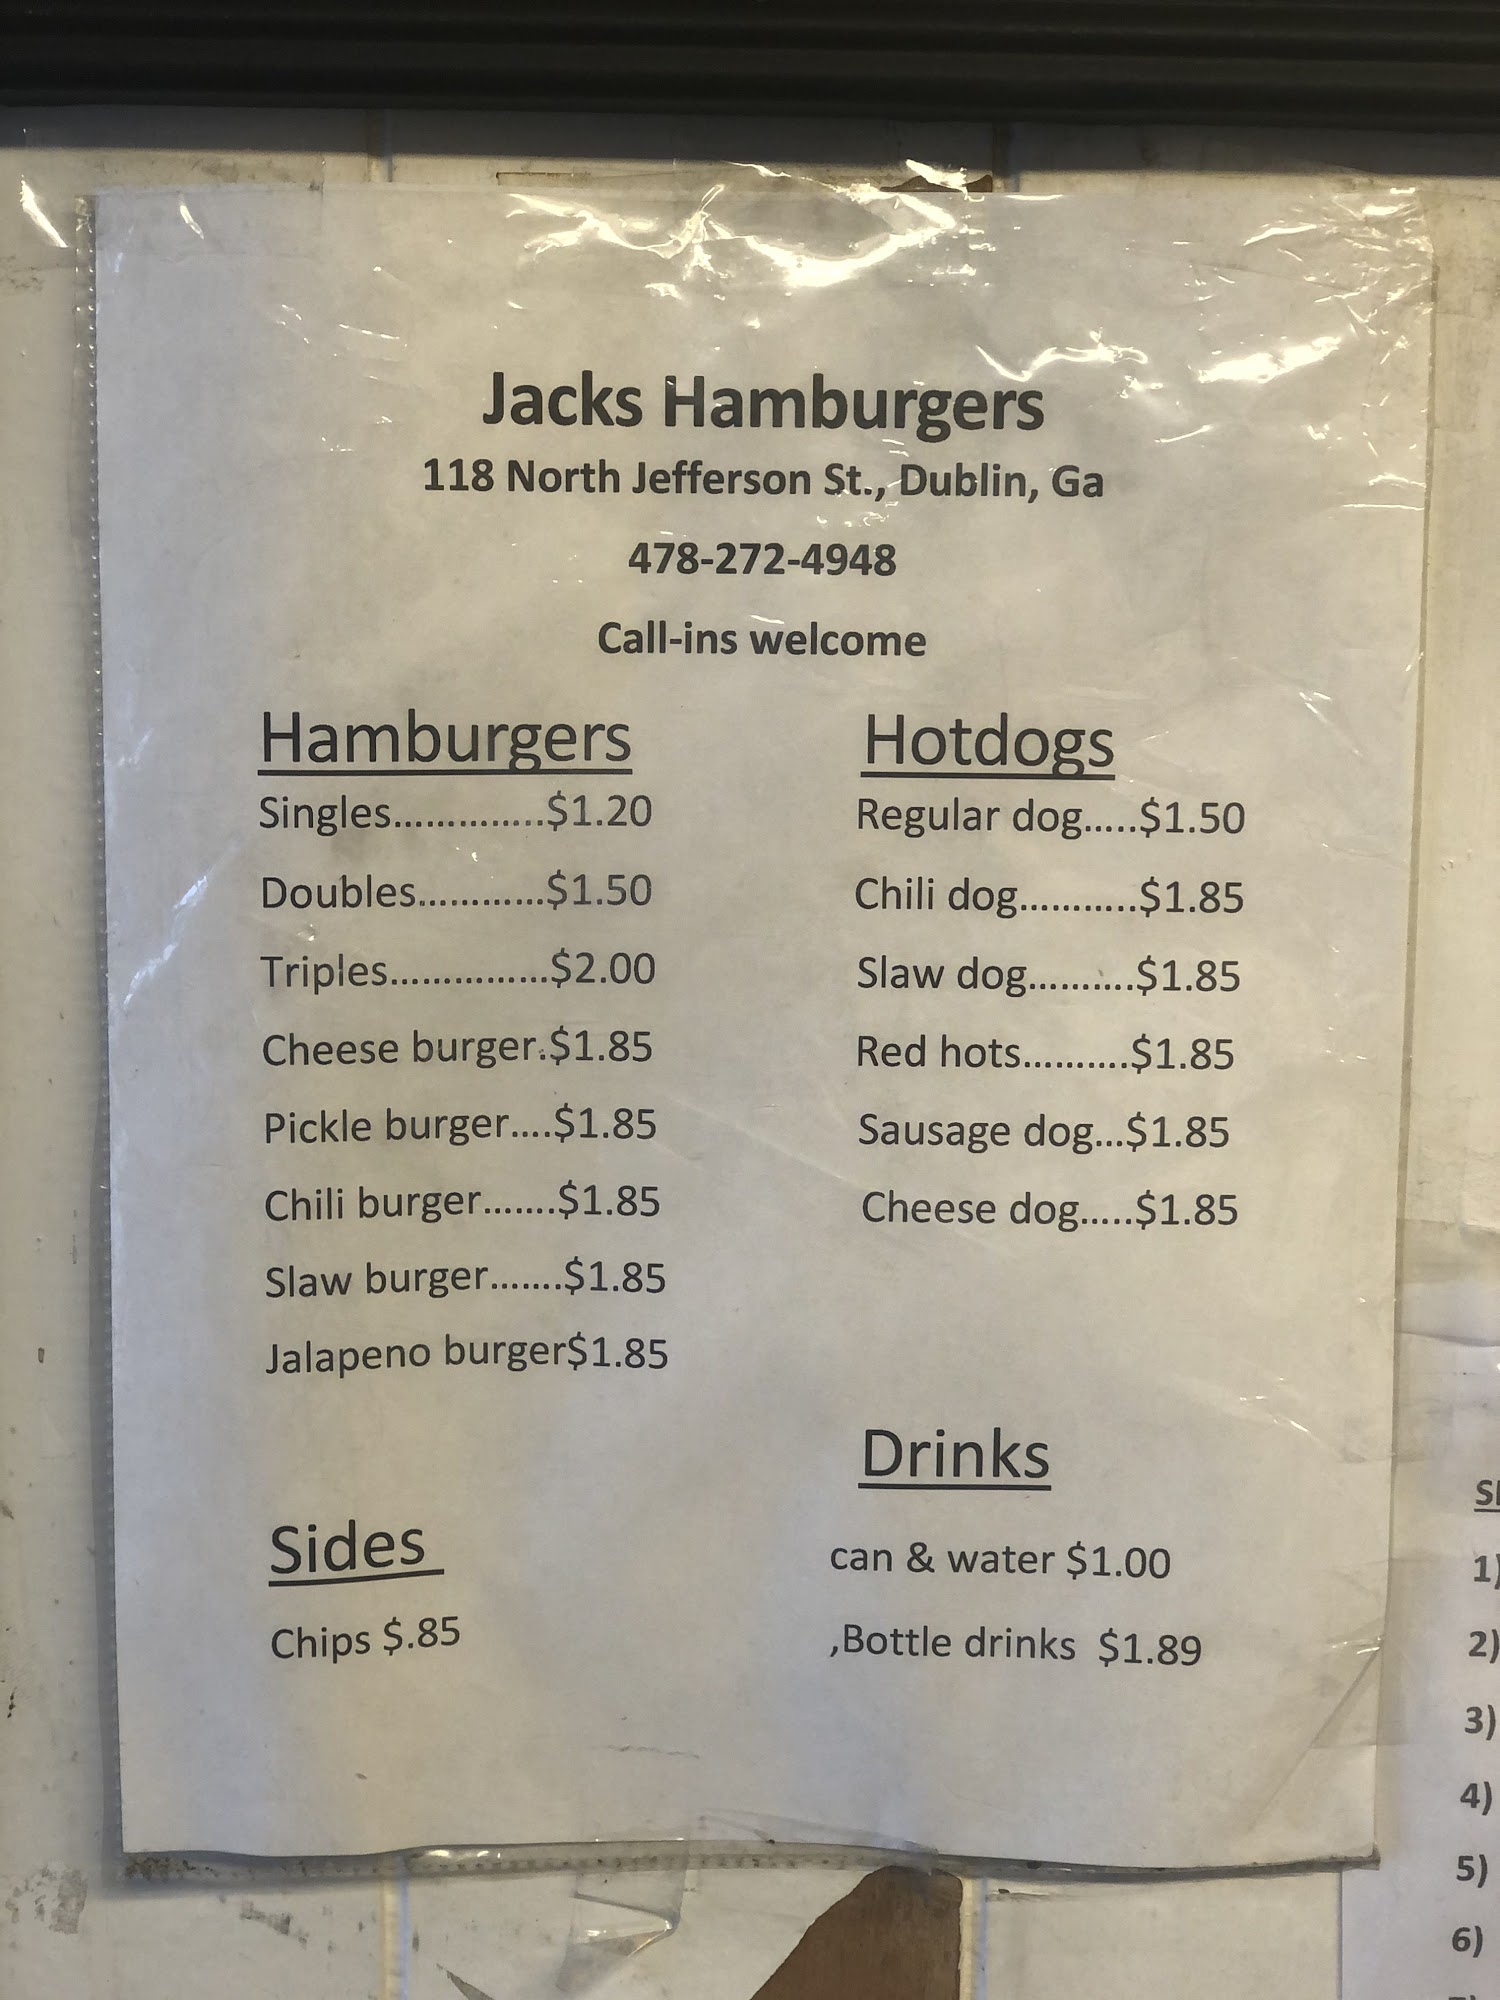 Jacks Hamburgers
118 North Jefferson St., Dublin, Ga
478-272-4948
Call-ins welcome
Hamburgers
Singles..............$1.20
Doubles............$1.50
Triples...............$2.00
Cheese burger.$1.85
Pickle burger....$1.85
Chili burger.......$1.85
Slaw burger.......$1.85
Jalapeno burger$1.85
Sides
Chips $.85
Hotdogs
Regular dog.....$1.50
Chili dog...........$1.85
Slaw dog..........$1.85
Red hots..........$1.85
Sausage dog...$1.85
Cheese dog.....$1.85
Drinks
can & water $1.00
,Bottle drinks $1.89
1)
2)
3)
4)
5)
6)